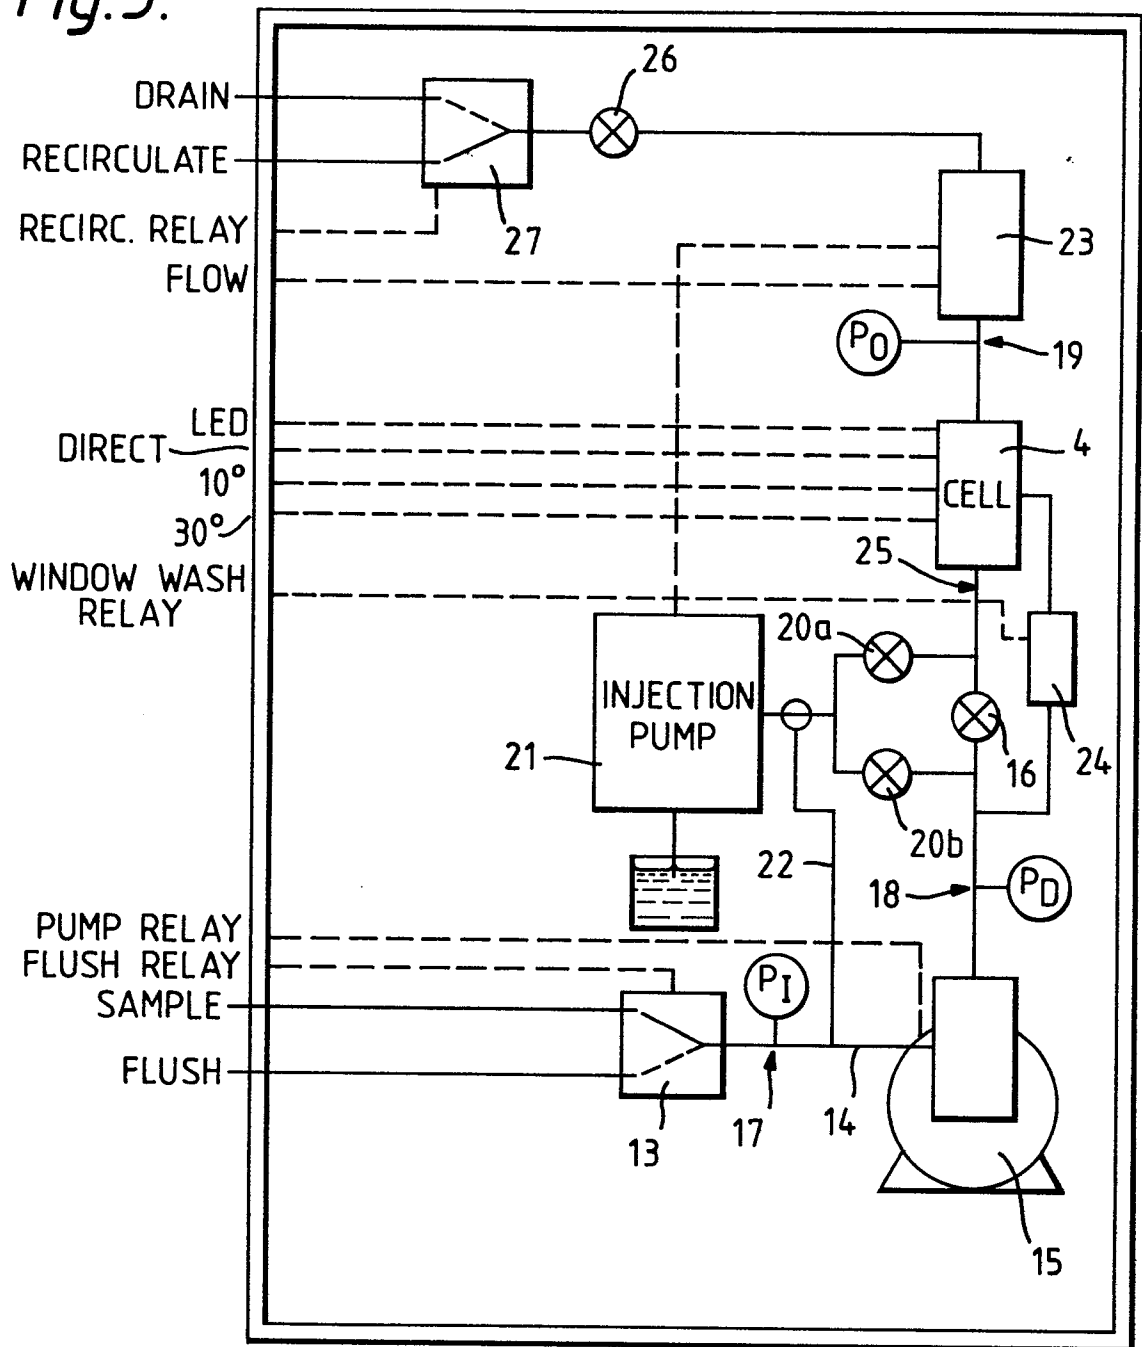 Fig.5.
DRAIN
26
RECIRCULATE
RECIRC. RELAY
27
23
FLOW
PO
19
LED
DIRECT
4
10°
CELL
30°
25
WINDOW WASH
RELAY
20a
INJECTION
PUMP
21
16
24
20b
22
18
PD
PUMP RELAY
FLUSH RELAY
PI
SAMPLE
FLUSH
13
17
14
15